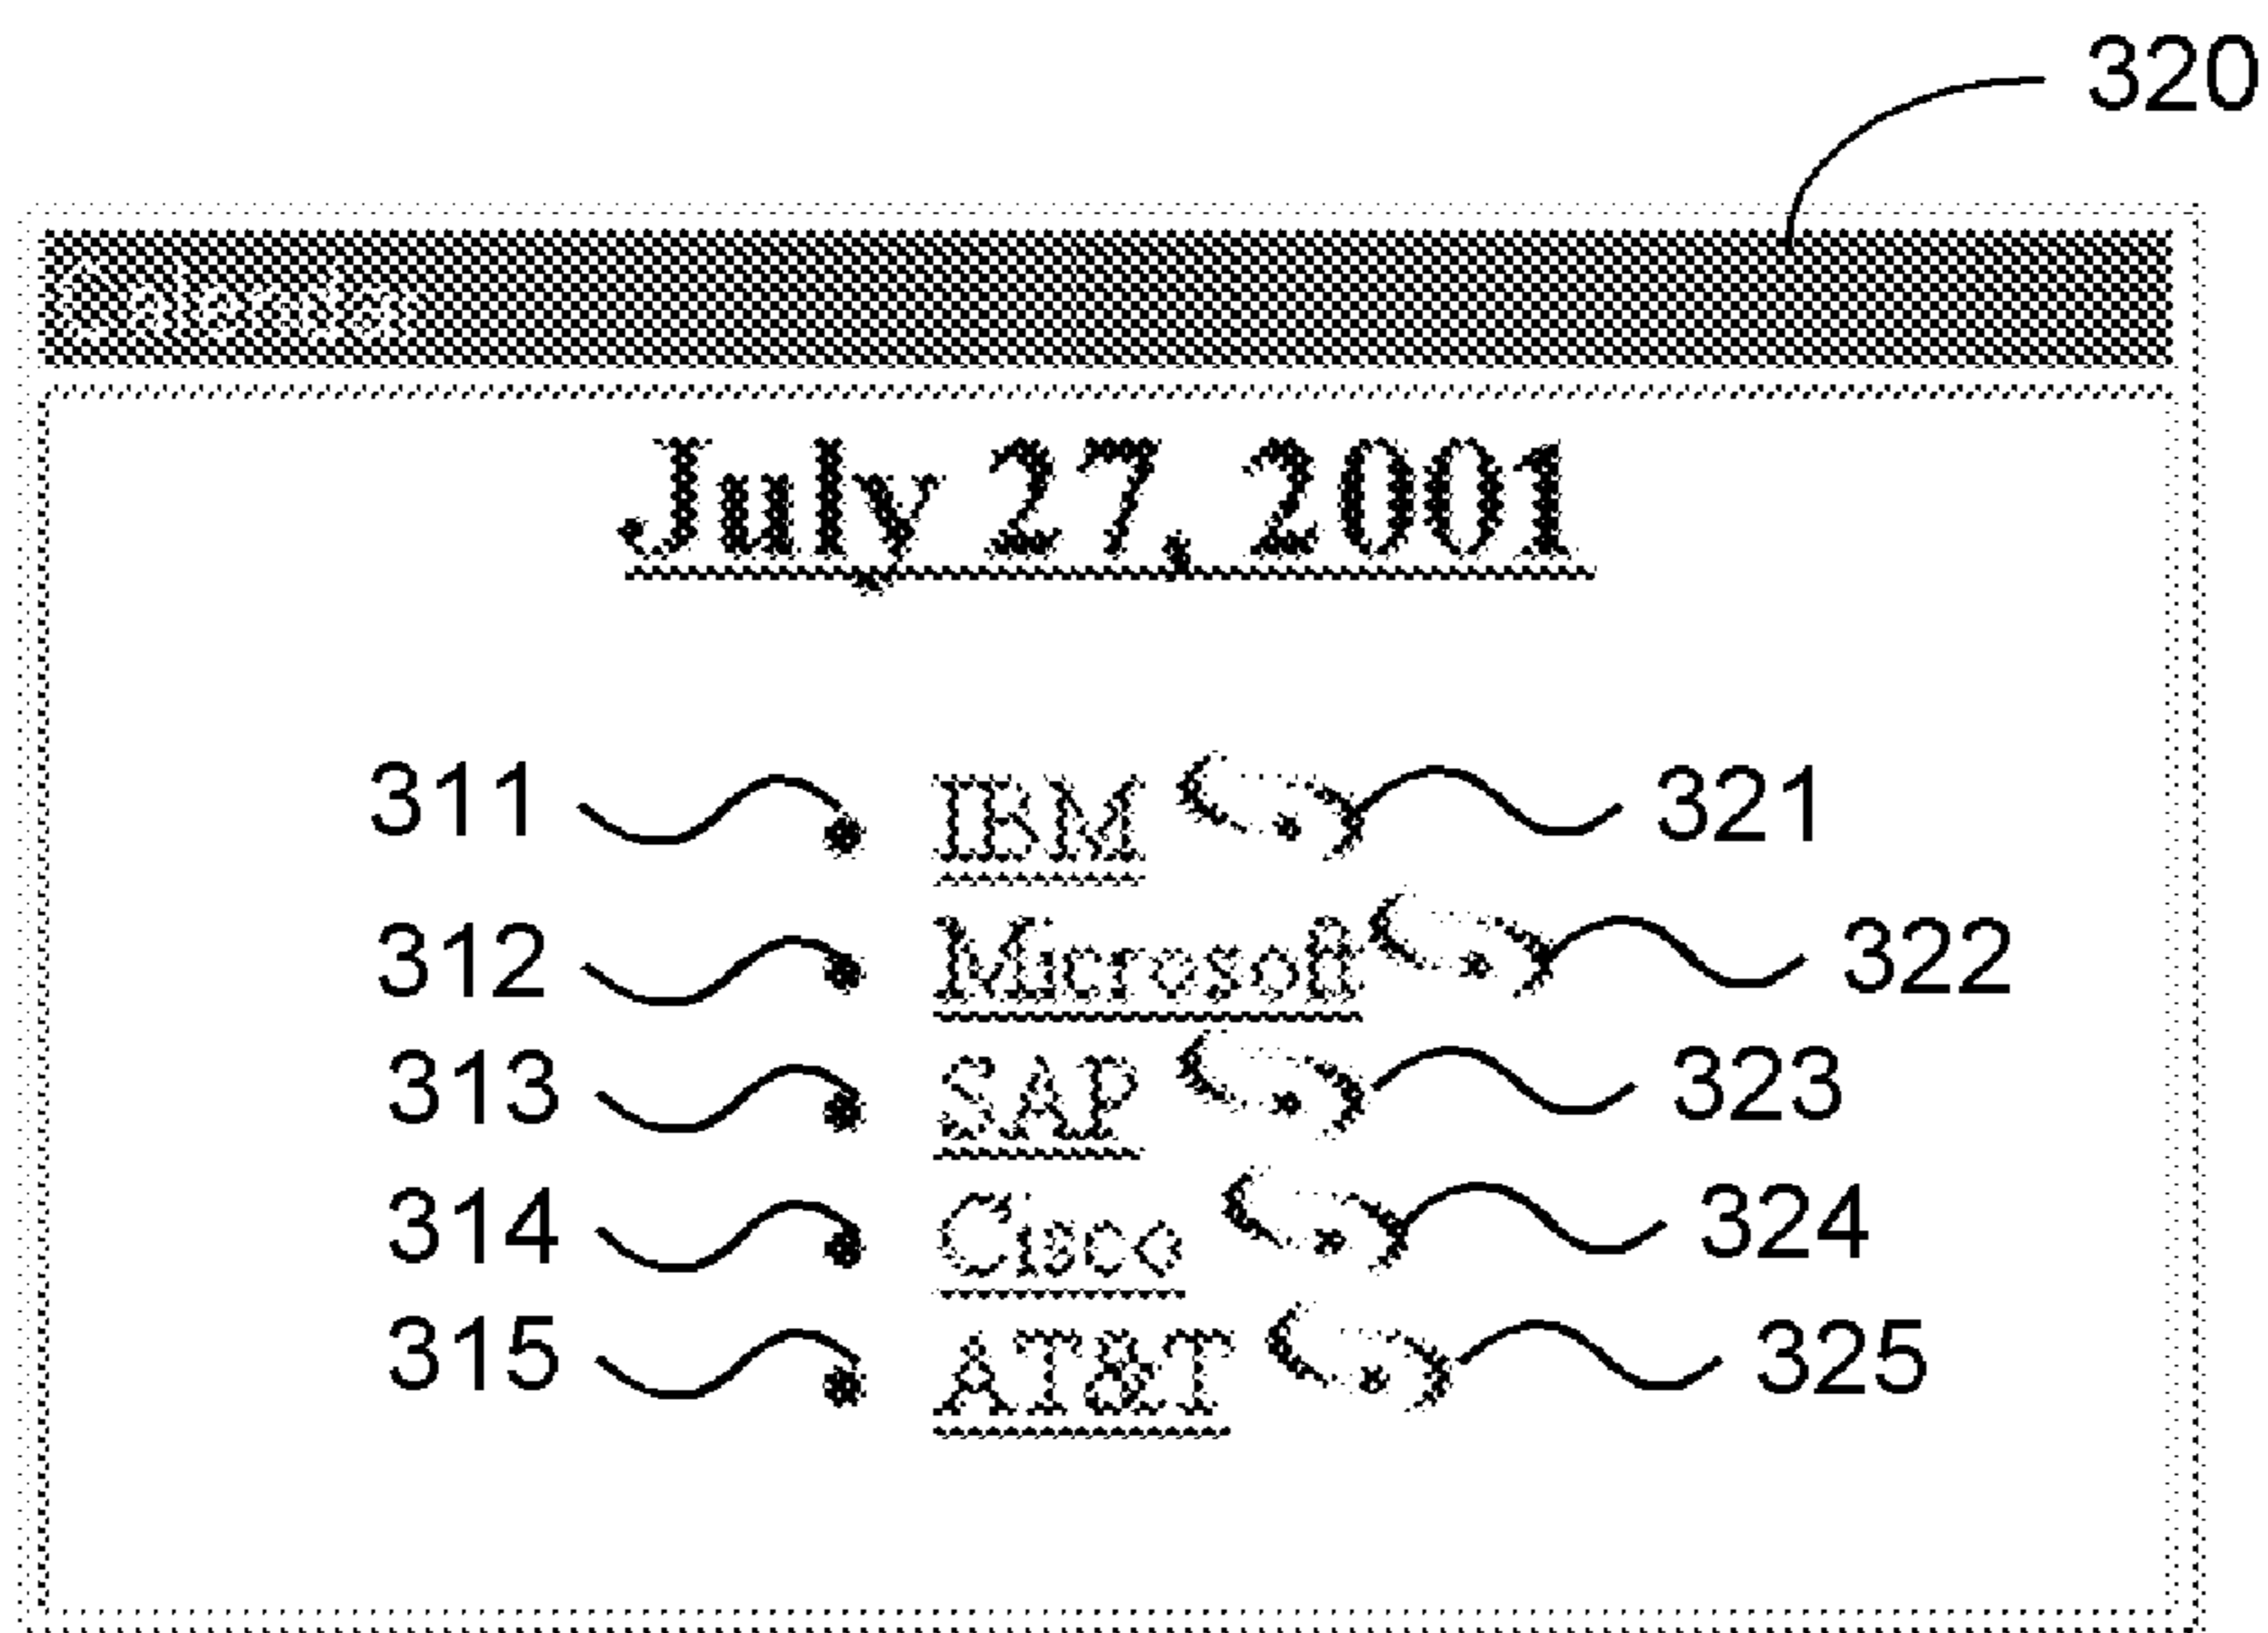 320
Calendar
July 27, 2001
311 IBM 321
312 Microsoft 322
313 SAP 323
314 Cisco 324
315 AT&T 325